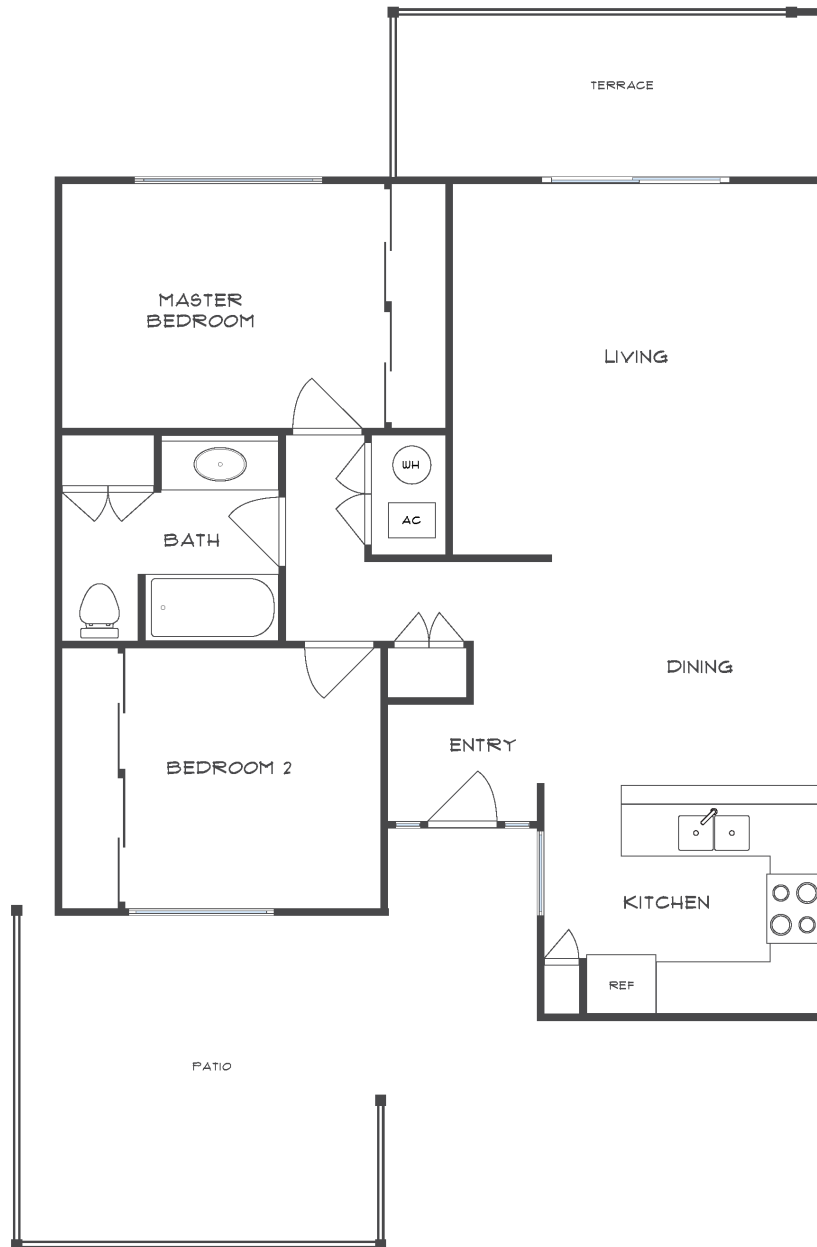 TERRACE
MASTER
BEDROOM
LIVING
WH
AC
BATH
DINING
ENTRY
BEDROOM 2
KITCHEN
REF
PATIO